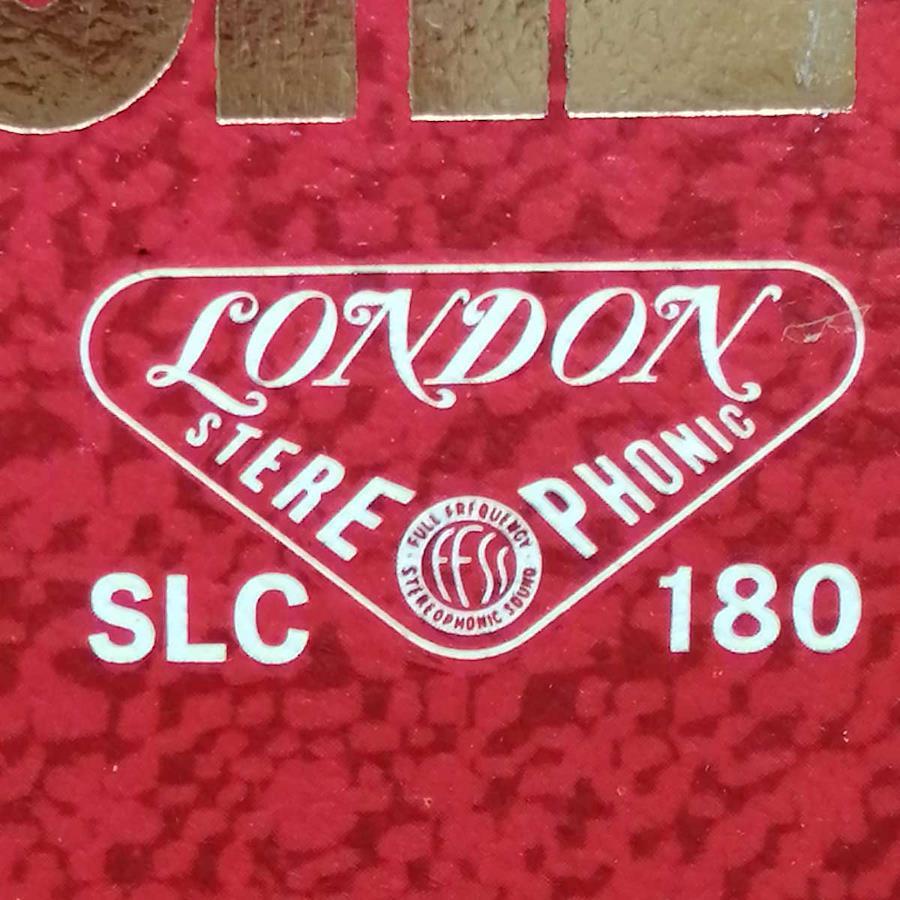 LONDON
STERE PHONIC
FULL FREQUENCY
FFSS
STEREOPHONIC SOUND
SLC 180